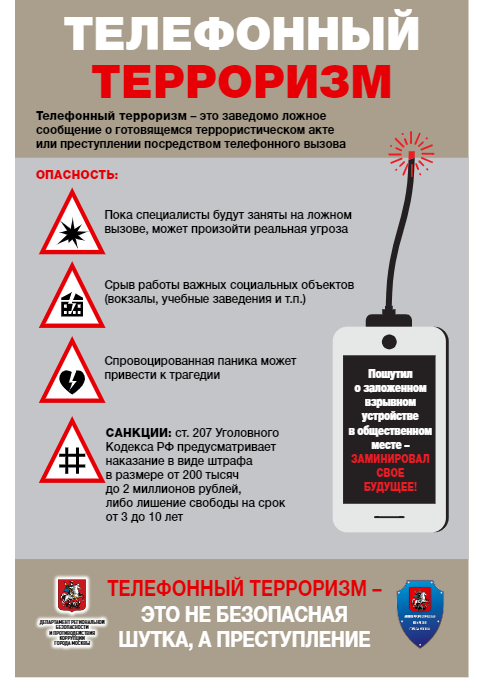 ТЕЛЕФОННЫЙ
ТЕРРОРИЗМ
Телефонный терроризм – это заведомо ложное
сообщение о готовящемся террористическом акте
или преступлении посредством телефонного вызова
ОПАСНОСТЬ:
Пока специалисты будут заняты на ложном
вызове, может произойти реальная угроза
Срыв работы важных социальных объектов
(вокзалы, учебные заведения и т.п.)
Спровоцированная паника может
привести к трагедии
САНКЦИИ: ст. 207 Уголовного
Кодекса РФ предусматривает
наказание в виде штрафа
в размере от 200 тысяч
до 2 миллионов рублей,
либо лишение свободы на срок
от 3 до 10 лет
Пошутил
о заложенном
взрывном
устройстве
в общественном
месте –
ЗАМИНИРОВАЛ
СВОЕ
БУДУЩЕЕ!
ТЕЛЕФОННЫЙ ТЕРРОРИЗМ –
ЭТО НЕ БЕЗОПАСНАЯ
ШУТКА, А ПРЕСТУПЛЕНИЕ
ДЕПАРТАМЕНТ РЕГИОНАЛЬНОЙ
БЕЗОПАСНОСТИ
И ПРОТИВОДЕЙСТВИЯ
КОРРУПЦИИ
ГОРОДА МОСКВЫ